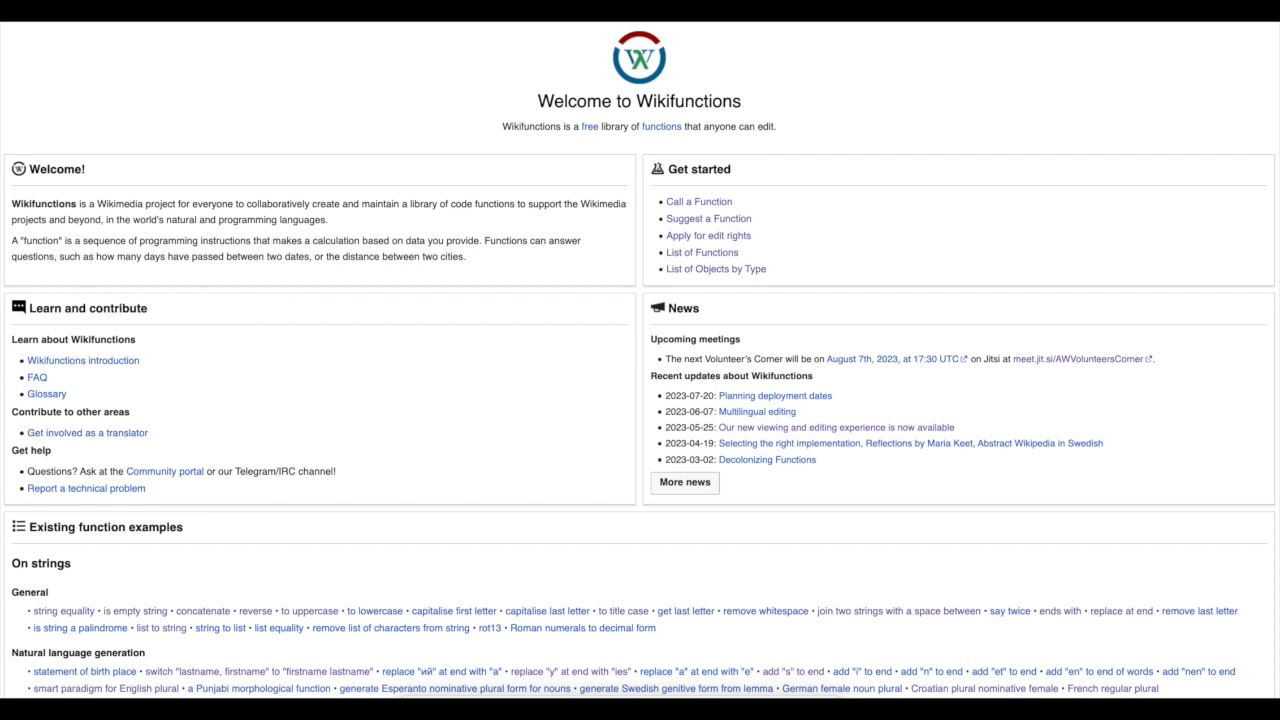 Welcome to Wikifunctions
Wikifunctions is a free library of functions that anyone can edit.
Welcome!
Wikifunctions is a Wikimedia project for everyone to collaboratively create and maintain a library of code functions to support the Wikimedia
projects and beyond, in the world's natural and programming languages.
A "function" is a sequence of programming instructions that makes a calculation based on data you provide. Functions can answer
questions, such as how many days have passed between two dates, or the distance between two cities.
Get started
• Call a Function
• Suggest a Function
• Apply for edit rights
• List of Functions
• List of Objects by Type
Learn and contribute
Learn about Wikifunctions
• Wikifunctions introduction
• FAQ
• Glossary
Contribute to other areas
• Get involved as a translator
Get help
• Questions? Ask at the Community portal or our Telegram/IRC channel!
• Report a technical problem
News
Upcoming meetings
• The next Volunteer's Corner will be on August 7th, 2023, at 17:30 UTC on Jitsi at meet.jit.si/AWVolunteersCorner.
Recent updates about Wikifunctions
• 2023-07-20: Planning deployment dates
• 2023-06-07: Multilingual editing
• 2023-05-25: Our new viewing and editing experience is now available
• 2023-04-19: Selecting the right implementation, Reflections by Maria Keet, Abstract Wikipedia in Swedish
• 2023-03-02: Decolonizing Functions
More news
Existing function examples
On strings
General
• string equality • is empty string • concatenate • reverse • to uppercase • to lowercase • capitalise first letter • capitalise last letter • to title case • get last letter • remove whitespace • join two strings with a space between • say twice • ends with • replace at end • remove last letter
• is string a palindrome • list to string • string to list • list equality • remove list of characters from string • rot13 • Roman numerals to decimal form
Natural language generation
• statement of birth place • switch "lastname, firstname" to "firstname lastname" • replace "ий" at end with "a" • replace "y" at end with "ies" • replace "a" at end with "e" • add "s" to end • add "i" to end • add "n" to end • add "et" to end • add "en" to end of words • add "nen" to end
• smart paradigm for English plural • a Punjabi morphological function • generate Esperanto nominative plural form for nouns • generate Swedish genitive form from lemma • German female noun plural • Croatian plural nominative female • French regular plural